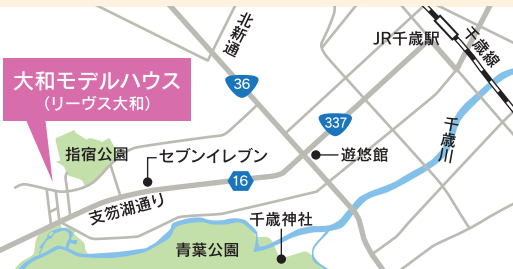 北新通
JR千歳駅
千歳線
大和モデルハウス
（リーヴス大和）
36
337
千歳川
指宿公園
セブンイレブン
遊悠館
16
支笏湖通り
千歳神社
青葉公園